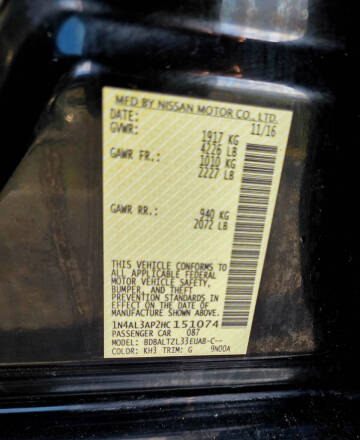 MFD BY NISSAN MOTOR CO., LTD.
DATE: 11/16
GVWR: 1917 KG
4226 LB
GAWR FR.: 1010 KG
2227 LB
GAWR RR.: 940 KG
2072 LB
THIS VEHICLE CONFORMS TO
ALL APPLICABLE FEDERAL
MOTOR VEHICLE SAFETY,
BUMPER, AND THEFT
PREVENTION STANDARDS IN
EFFECT ON THE DATE OF
MANUFACTURE SHOWN ABOVE.
1N4AL3AP2HC151074
PASSENGER CAR 087
MODEL: BDBALTZL33EUAB-C--
COLOR: KH3 TRIM: G 9N00A